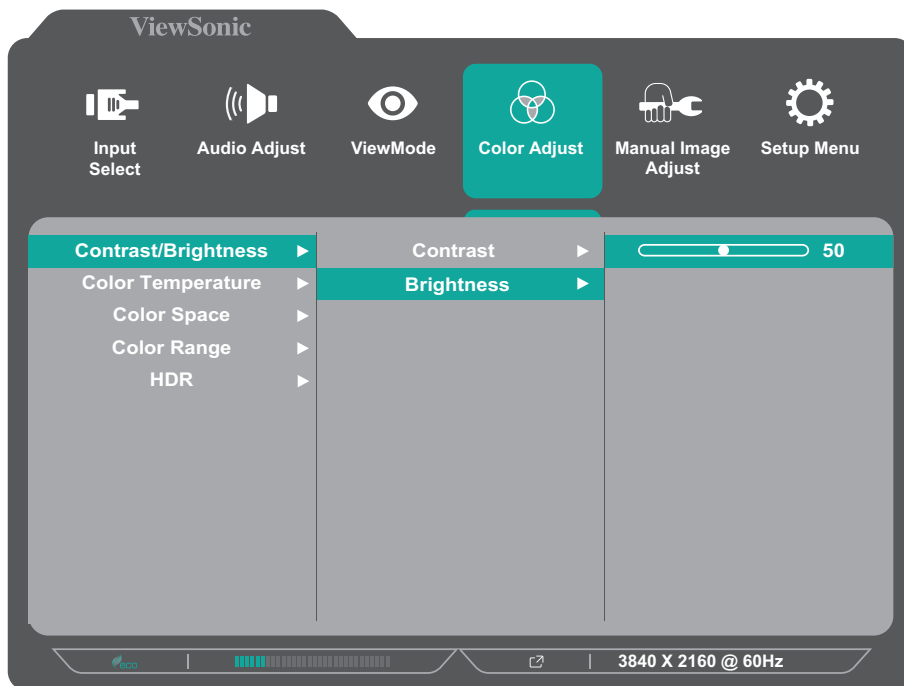 ViewSonic
Input Select
Audio Adjust
ViewMode
Color Adjust
Manual Image Adjust
Setup Menu
Contrast/Brightness
Contrast
50
Color Temperature
Brightness
Color Space
Color Range
HDR
eco
3840 X 2160 @ 60Hz